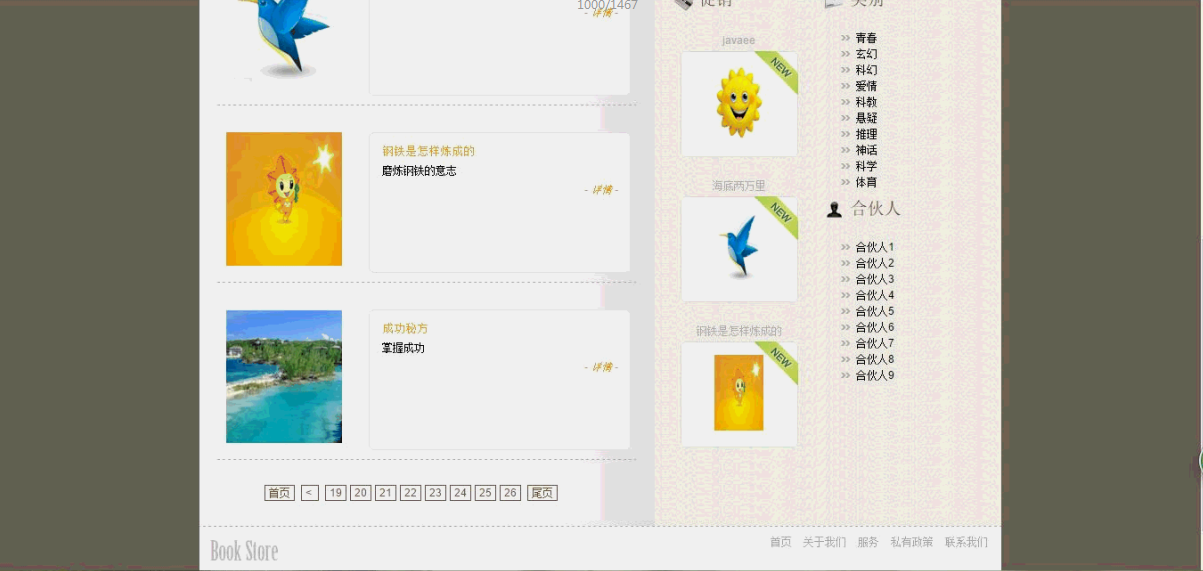 1000/1467
- 详情 -
钢铁是怎样炼成的
磨炼钢铁的意志
- 详情 -
成功秘方
掌握成功
- 详情 -
首页 < 19 20 21 22 23 24 25 26 尾页
促销
javaee
NEW
海底两万里
NEW
钢铁是怎样炼成的
NEW
类别
>> 青春
>> 玄幻
>> 科幻
>> 爱情
>> 科教
>> 悬疑
>> 推理
>> 神话
>> 科学
>> 体育
合伙人
>> 合伙人1
>> 合伙人2
>> 合伙人3
>> 合伙人4
>> 合伙人5
>> 合伙人6
>> 合伙人7
>> 合伙人8
>> 合伙人9
Book Store
首页 关于我们 服务 私有政策 联系我们